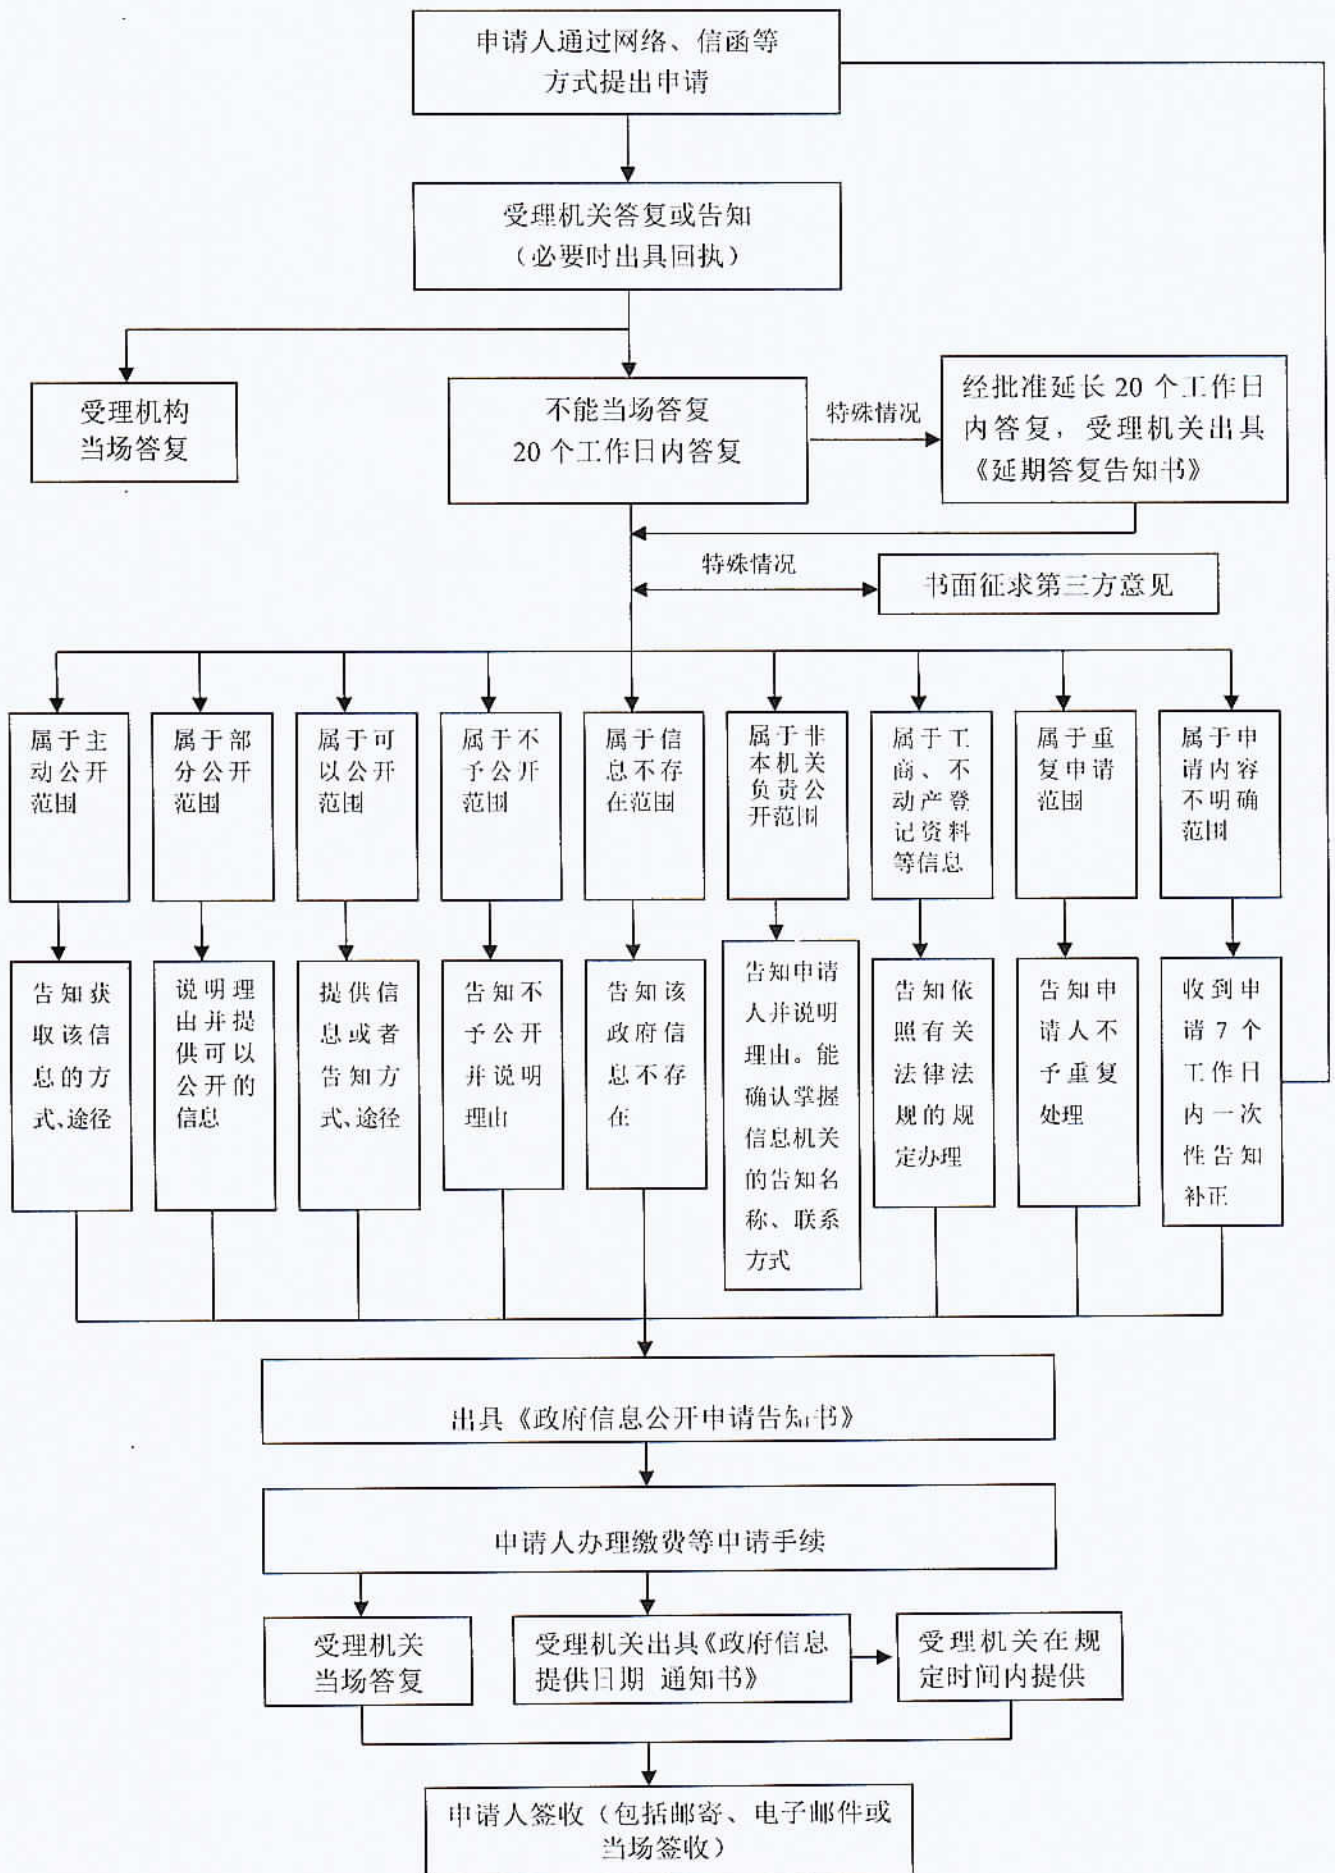 申请人通过网络、信函等
方式提出申请
受理机关答复或告知
（必要时出具回执）
受理机构
当场答复
不能当场答复
20 个工作日内答复
特殊情况
经批准延长 20 个工作日
内答复，受理机关出具
《延期答复告知书》
特殊情况
书面征求第三方意见
属于主
动公开
范围
属于部
分公开
范围
属于可
以公开
范围
属于不
予公开
范围
属于信
息不存
在范围
属于非
本机关
负责公
开范围
属于工
商、不
动产登
记资料
等信息
属于重
复申请
范围
属于申
请内容
不明确
范围
告知获
取该信
息的方
式、途径
说明理
由并提
供可以
公开的
信息
提供信
息或者
告知方
式、途径
告知不
予公开
并说明
理由
告知该
政府信
息不存
在
告知申请
人并说明
理由。能
确认掌握
信息机关
的告知名
称、联系
方式
告知依
照有关
法律法
规的规
定办理
告知申
请人不
予重复
处理
收到申
请 7 个
工作日
内一次
性告知
补正
出具《政府信息公开申请告知书》
申请人办理缴费等申请手续
受理机关
当场答复
受理机关出具《政府信息
提供日期 通知书》
受理机关在规
定时间内提供
申请人签收（包括邮寄、电子邮件或
当场签收）